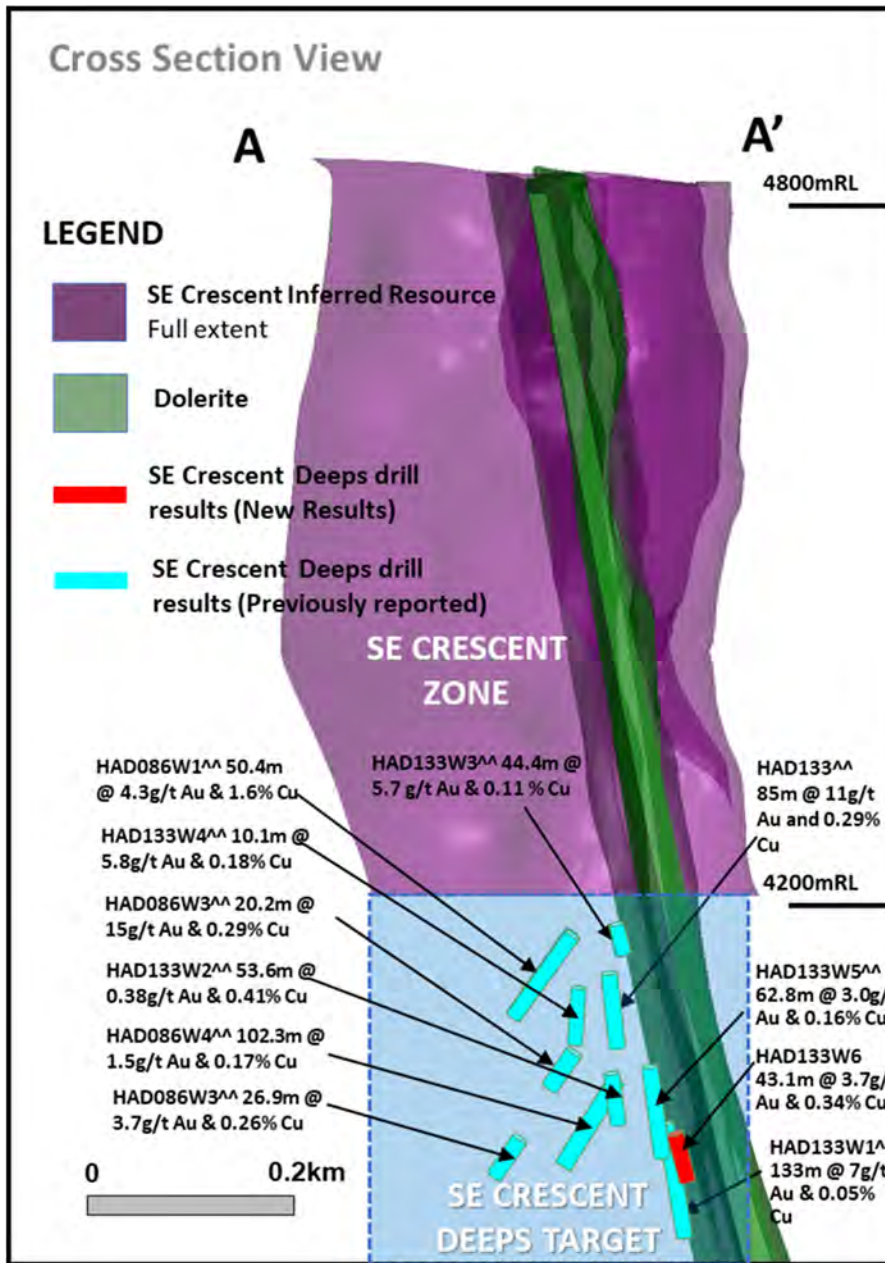 Cross Section View
A
A’
4800mRL
LEGEND
SE Crescent Inferred Resource
Full extent
Dolerite
SE Crescent Deeps drill
results (New Results)
SE Crescent Deeps drill
results (Previously reported)
SE CRESCENT
ZONE
HAD086W1^^ 50.4m
@ 4.3g/t Au & 1.6% Cu
HAD133W4^^ 10.1m @
5.8g/t Au & 0.18% Cu
HAD086W3^^ 20.2m @
15g/t Au & 0.29% Cu
HAD133W2^^ 53.6m @
0.38g/t Au & 0.41% Cu
HAD086W4^^ 102.3m @
1.5g/t Au & 0.17% Cu
HAD086W3^^ 26.9m @
3.7g/t Au & 0.26% Cu
HAD133W3^^ 44.4m @
5.7 g/t Au & 0.11 % Cu
HAD133^^
85m @ 11g/t
Au and 0.29%
Cu
4200mRL
HAD133W5^^
62.8m @ 3.0g/
Au & 0.16% Cu
HAD133W6
43.1m @ 3.7g/
Au & 0.34% Cu
HAD133W1^
133m @ 7g/t
Au & 0.05%
Cu
0
0.2km
SE CRESCENT
DEEPS TARGET